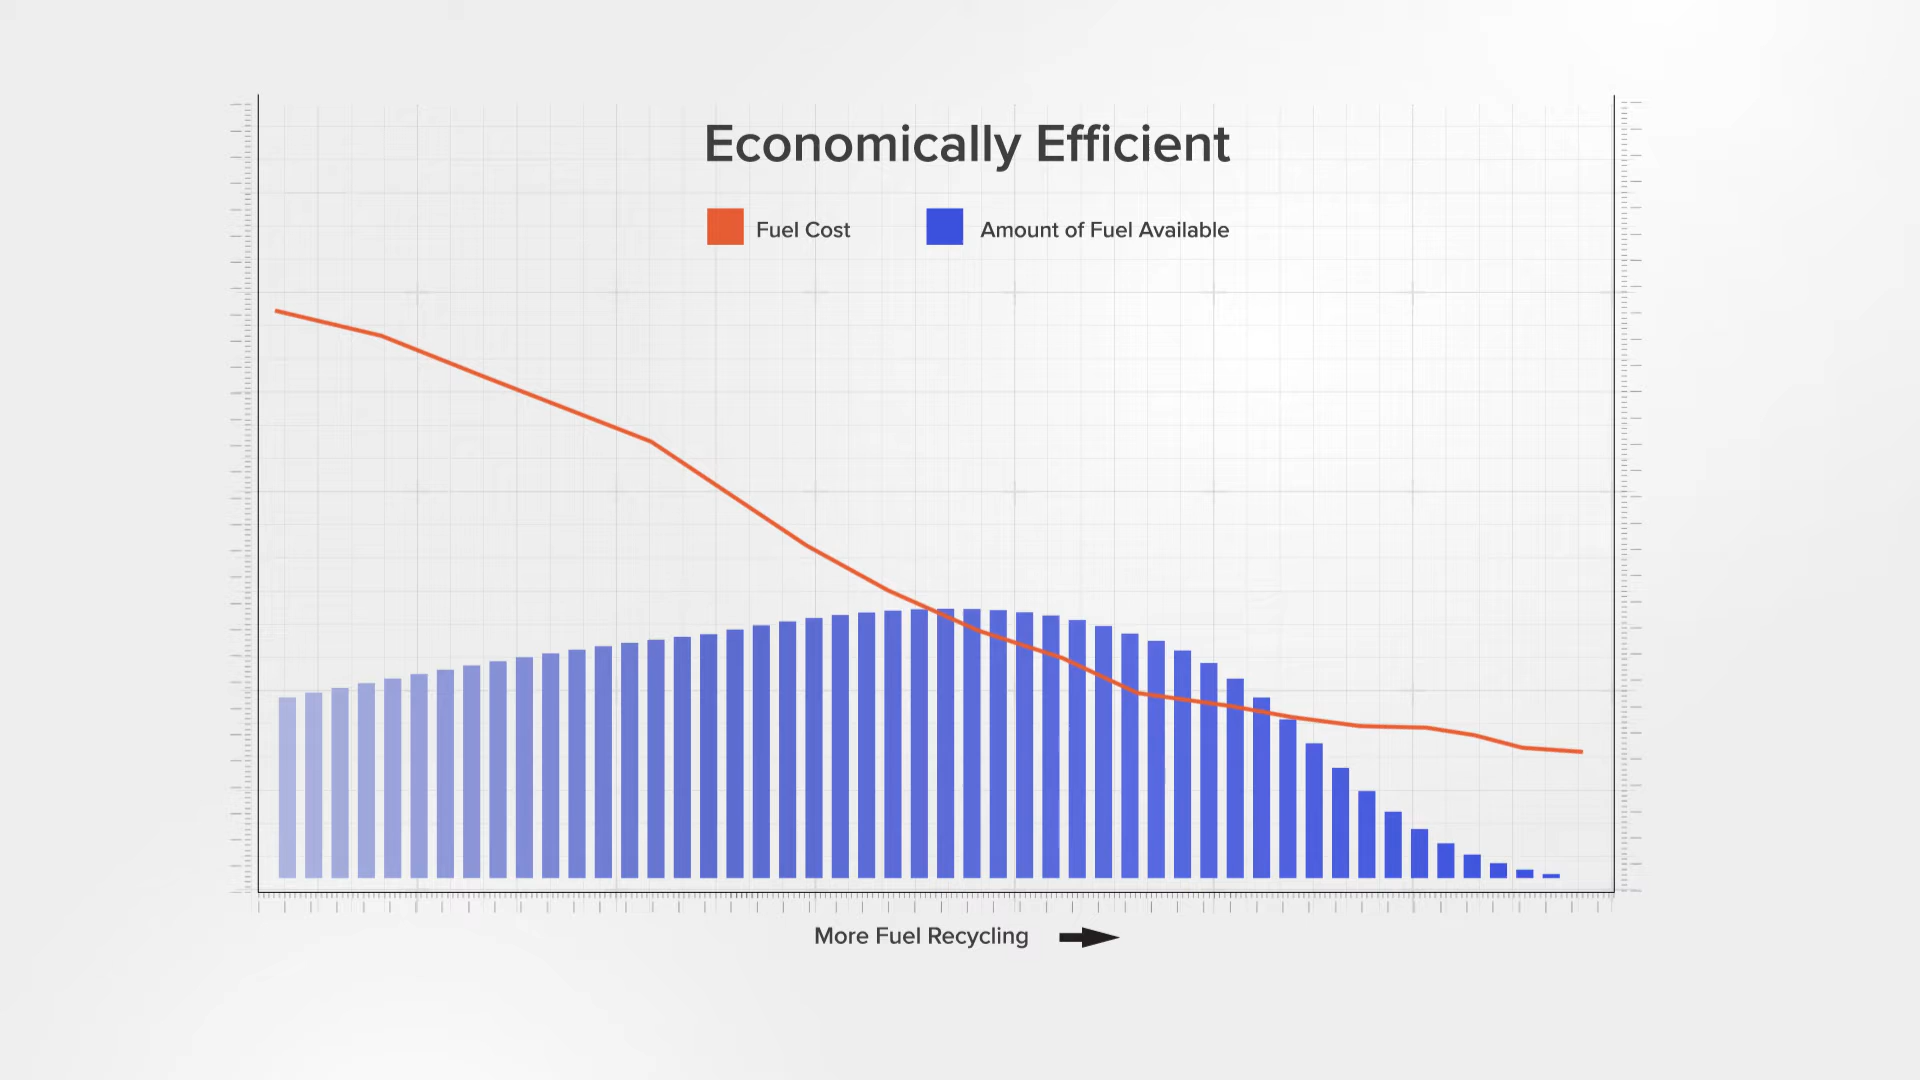 Economically Efficient
Fuel Cost
Amount of Fuel Available
More Fuel Recycling